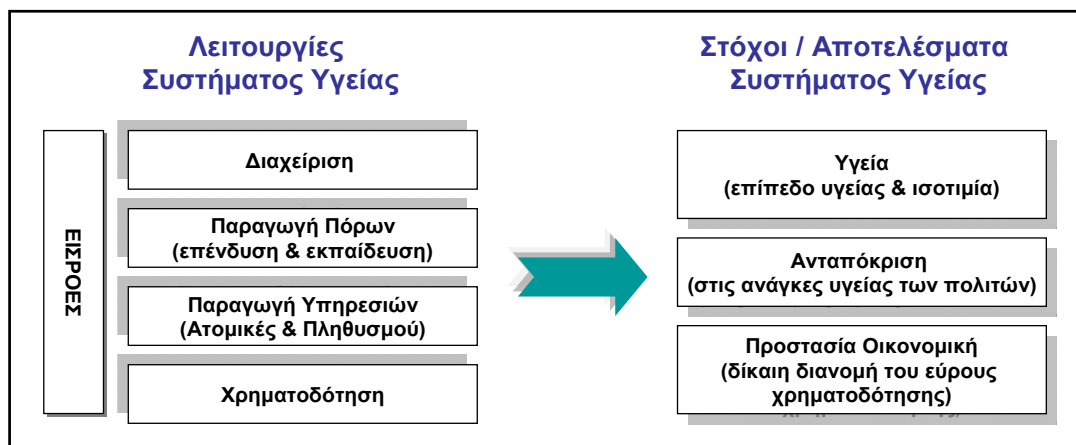 Λειτουργίες
Συστήματος Υγείας
ΕΙΣΡΟΕΣ
Διαχείριση
Παραγωγή Πόρων
(επένδυση & εκπαίδευση)
Παραγωγή Υπηρεσιών
(Ατομικές & Πληθυσμού)
Χρηματοδότηση
Στόχοι / Αποτελέσματα
Συστήματος Υγείας
Υγεία
(επίπεδο υγείας & ισοτιμία)
Ανταπόκριση
(στις ανάγκες υγείας των πολιτών)
Προστασία Οικονομική
(δίκαιη διανομή του εύρους
χρηματοδότησης)